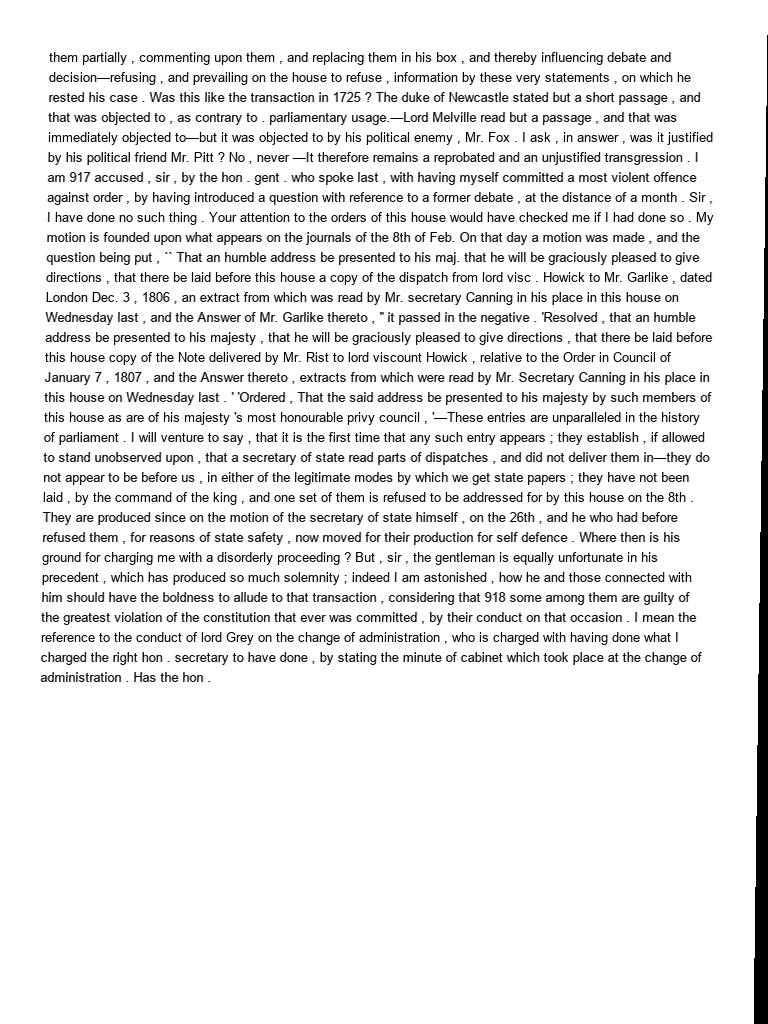 them partially , commenting upon them , and replacing them in his box , and thereby influencing debate and
decision—refusing , and prevailing on the house to refuse , information by these very statements , on which he
rested his case . Was this like the transaction in 1725 ? The duke of Newcastle stated but a short passage , and
that was objected to , as contrary to . parliamentary usage.—Lord Melville read but a passage , and that was
immediately objected to—but it was objected to by his political enemy , Mr. Fox . I ask , in answer , was it justified
by his political friend Mr. Pitt ? No , never —It therefore remains a reprobated and an unjustified transgression . I
am 917 accused , sir , by the hon . gent . who spoke last , with having myself committed a most violent offence
against order , by having introduced a question with reference to a former debate , at the distance of a month . Sir ,
I have done no such thing . Your attention to the orders of this house would have checked me if I had done so . My
motion is founded upon what appears on the journals of the 8th of Feb. On that day a motion was made , and the
question being put , `` That an humble address be presented to his maj. that he will be graciously pleased to give
directions , that there be laid before this house a copy of the dispatch from lord visc . Howick to Mr. Garlike , dated
London Dec. 3 , 1806 , an extract from which was read by Mr. secretary Canning in his place in this house on
Wednesday last , and the Answer of Mr. Garlike thereto , '' it passed in the negative . 'Resolved , that an humble
address be presented to his majesty , that he will be graciously pleased to give directions , that there be laid before
this house copy of the Note delivered by Mr. Rist to lord viscount Howick , relative to the Order in Council of
January 7 , 1807 , and the Answer thereto , extracts from which were read by Mr. Secretary Canning in his place in
this house on Wednesday last . ' 'Ordered , That the said address be presented to his majesty by such members of
this house as are of his majesty 's most honourable privy council , '—These entries are unparalleled in the history
of parliament . I will venture to say , that it is the first time that any such entry appears ; they establish , if allowed
to stand unobserved upon , that a secretary of state read parts of dispatches , and did not deliver them in—they do
not appear to be before us , in either of the legitimate modes by which we get state papers ; they have not been
laid , by the command of the king , and one set of them is refused to be addressed for by this house on the 8th .
They are produced since on the motion of the secretary of state himself , on the 26th , and he who had before
refused them , for reasons of state safety , now moved for their production for self defence . Where then is his
ground for charging me with a disorderly proceeding ? But , sir , the gentleman is equally unfortunate in his
precedent , which has produced so much solemnity ; indeed I am astonished , how he and those connected with
him should have the boldness to allude to that transaction , considering that 918 some among them are guilty of
the greatest violation of the constitution that ever was committed , by their conduct on that occasion . I mean the
reference to the conduct of lord Grey on the change of administration , who is charged with having done what I
charged the right hon . secretary to have done , by stating the minute of cabinet which took place at the change of
administration . Has the hon .